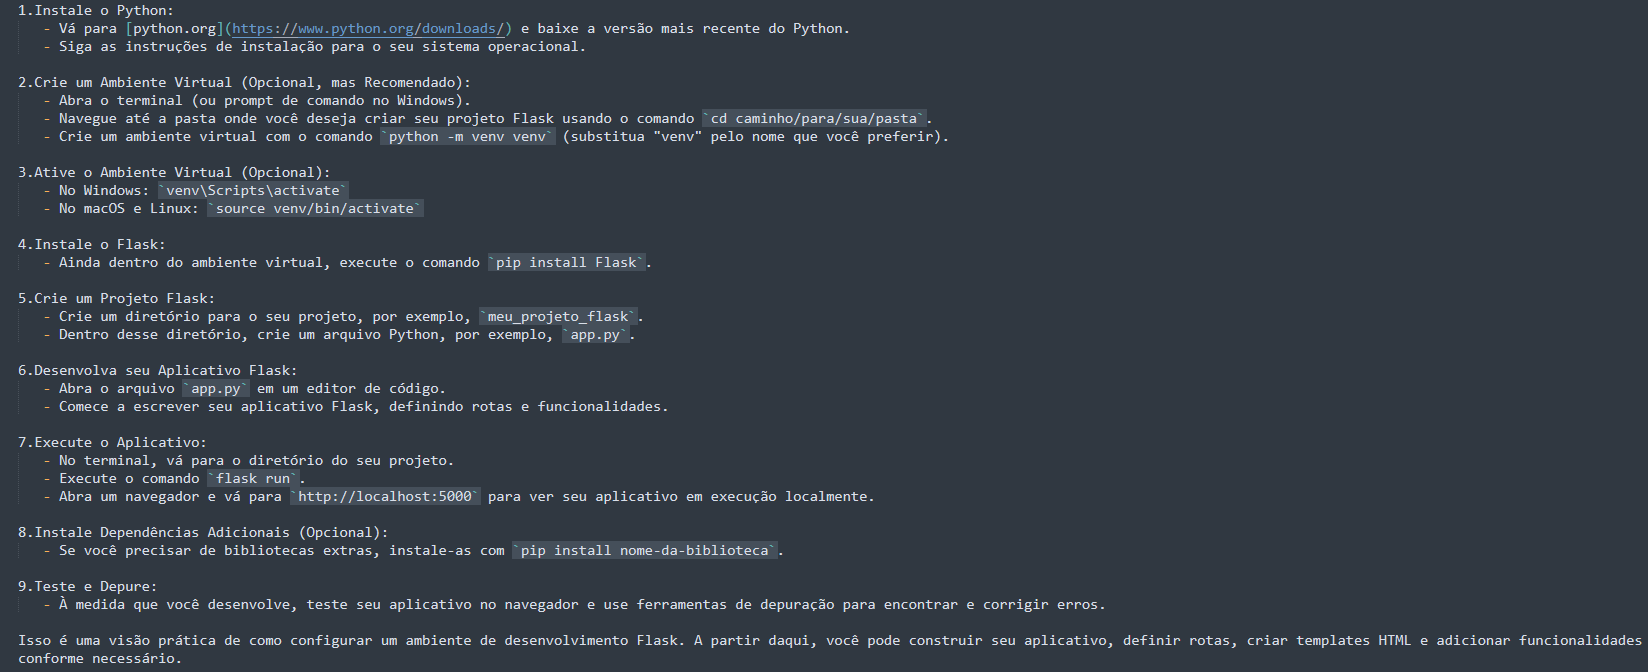 1.Instale o Python:
- Vá para [python.org](https://www.python.org/downloads/) e baixe a versão mais recente do Python.
- Siga as instruções de instalação para o seu sistema operacional.
2.Crie um Ambiente Virtual (Opcional, mas Recomendado):
- Abra o terminal (ou prompt de comando no Windows).
- Navegue até a pasta onde você deseja criar seu projeto Flask usando o comando `cd caminho/para/sua/pasta`.
- Crie um ambiente virtual com o comando `python -m venv venv` (substitua "venv" pelo nome que você preferir).
3.Ative o Ambiente Virtual (Opcional):
- No Windows: `venv\Scripts\activate`
- No macOS e Linux: `source venv/bin/activate`
4.Instale o Flask:
- Ainda dentro do ambiente virtual, execute o comando `pip install Flask`.
5.Crie um Projeto Flask:
- Crie um diretório para o seu projeto, por exemplo, `meu_projeto_flask`.
- Dentro desse diretório, crie um arquivo Python, por exemplo, `app.py`.
6.Desenvolva seu Aplicativo Flask:
- Abra o arquivo `app.py` em um editor de código.
- Comece a escrever seu aplicativo Flask, definindo rotas e funcionalidades.
7.Execute o Aplicativo:
- No terminal, vá para o diretório do seu projeto.
- Execute o comando `flask run`.
- Abra um navegador e vá para `http://localhost:5000` para ver seu aplicativo em execução localmente.
8.Instale Dependências Adicionais (Opcional):
- Se você precisar de bibliotecas extras, instale-as com `pip install nome-da-biblioteca`.
9.Teste e Depure:
- À medida que você desenvolve, teste seu aplicativo no navegador e use ferramentas de depuração para encontrar e corrigir erros.
Isso é uma visão prática de como configurar um ambiente de desenvolvimento Flask. A partir daqui, você pode construir seu aplicativo, definir rotas, criar templates HTML e adicionar funcionalidades
conforme necessário.